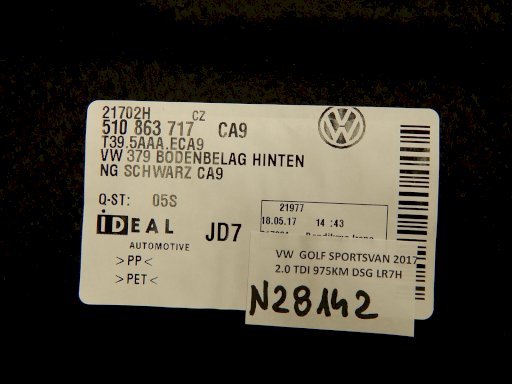 21702H CZ
510 863 717 CA9
T39.5AAA.ECA9
VW 379 BODENBELAG HINTEN
NG SCHWARZ CA9
Q-ST: 05S
21977
18.05.17 14:43
iDEAL
AUTOMOTIVE
JD7
>PP<
>PET<
VW GOLF SPORTSVAN 2017
2.0 TDI 975KM DSG LR7H
N28142